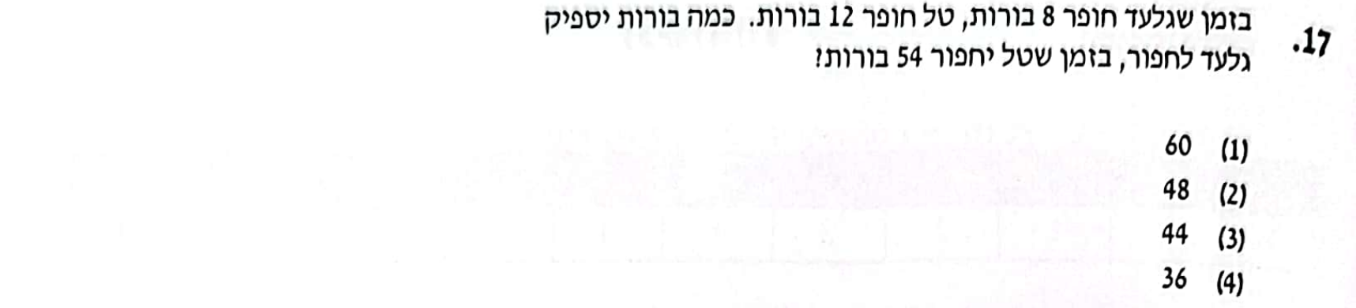 17. בזמן שגלעד חופר 8 בורות, טל חופר 12 בורות. כמה בורות יספיק
גלעד לחפור, בזמן שטל יחפור 54 בורות?
(1) 60
(2) 48
(3) 44
(4) 36